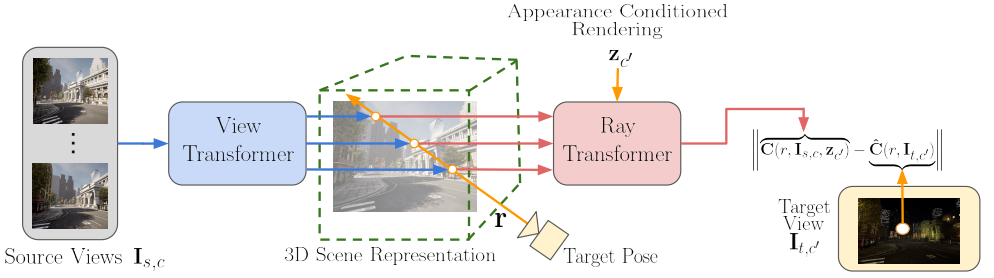 Appearance Conditioned
Rendering
𝐳_{c′}
View
Transformer
Ray
Transformer
‖𝐂̂(r, 𝐈_{s,c}, 𝐳_{c′}) − 𝐂̂(r, 𝐈_{t,c′})‖
Target
View
𝐈_{t,c′}
𝐫
Source Views 𝐈_{s,c}
3D Scene Representation
Target Pose